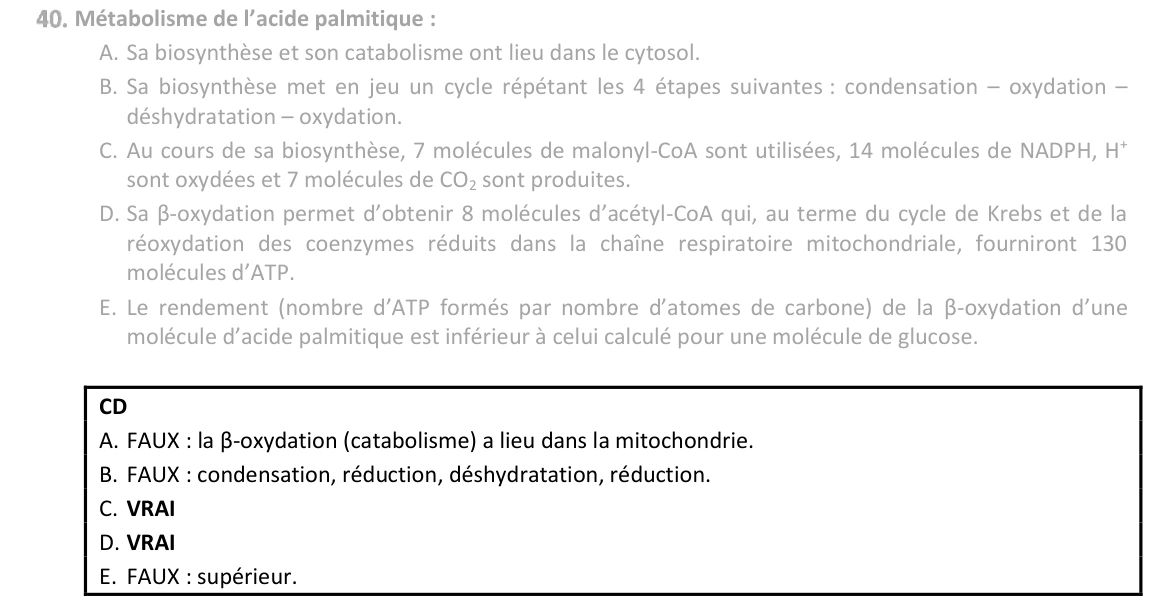 40. Métabolisme de l’acide palmitique :
A. Sa biosynthèse et son catabolisme ont lieu dans le cytosol.
B. Sa biosynthèse met en jeu un cycle répétant les 4 étapes suivantes : condensation – oxydation –
déshydratation – oxydation.
C. Au cours de sa biosynthèse, 7 molécules de malonyl-CoA sont utilisées, 14 molécules de NADPH, H⁺
sont oxydées et 7 molécules de CO₂ sont produites.
D. Sa β-oxydation permet d’obtenir 8 molécules d’acétyl-CoA qui, au terme du cycle de Krebs et de la
réoxydation des coenzymes réduits dans la chaîne respiratoire mitochondriale, fourniront 130
molécules d’ATP.
E. Le rendement (nombre d’ATP formés par nombre d’atomes de carbone) de la β-oxydation d’une
molécule d’acide palmitique est inférieur à celui calculé pour une molécule de glucose.
CD
A. FAUX : la β-oxydation (catabolisme) a lieu dans la mitochondrie.
B. FAUX : condensation, réduction, déshydratation, réduction.
C. VRAI
D. VRAI
E. FAUX : supérieur.